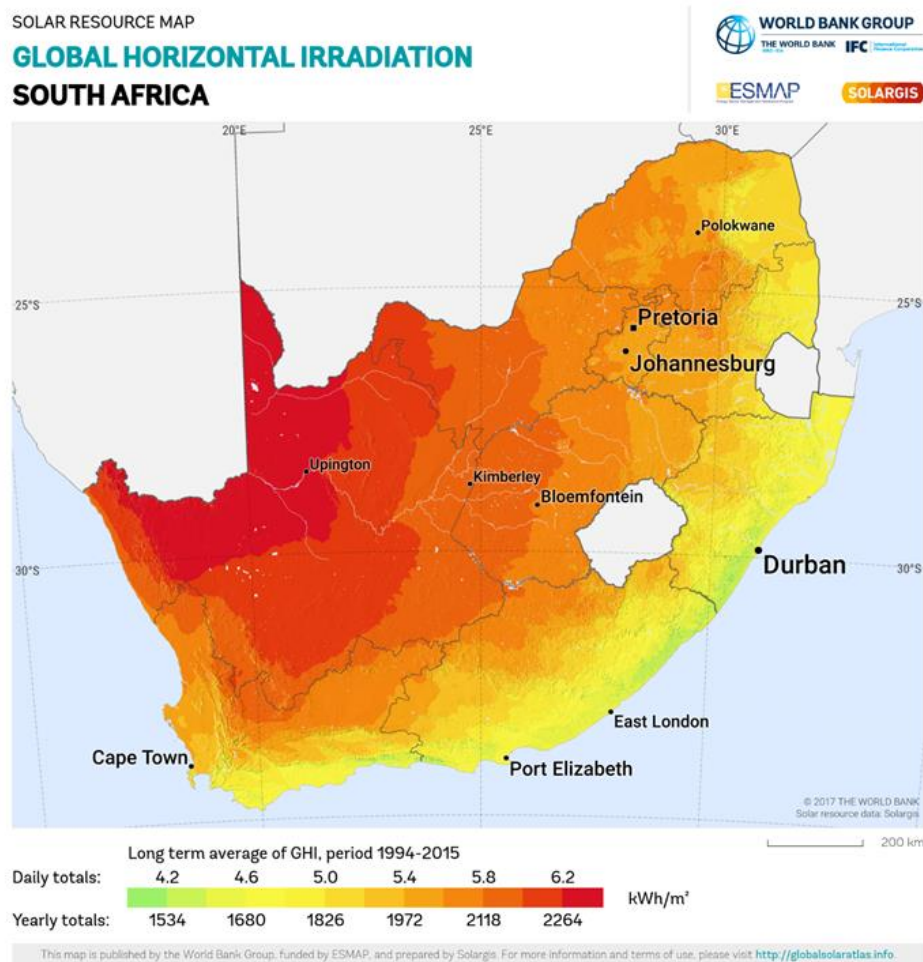 SOLAR RESOURCE MAP
GLOBAL HORIZONTAL IRRADIATION
SOUTH AFRICA
WORLD BANK GROUP
THE WORLD BANK IFC International Finance Corporation
ESMAP
SOLARGIS
20°E 25°E 30°E
Polokwane
25°S 25°S
Pretoria
Johannesburg
Upington
Kimberley
Bloemfontein
Durban
30°S 30°S
East London
Cape Town
Port Elizabeth
© 2017 THE WORLD BANK
Solar resource data: Solargis
200 km
Long term average of GHI, period 1994-2015
Daily totals: 4.2 4.6 5.0 5.4 5.8 6.2
kWh/m²
Yearly totals: 1534 1680 1826 1972 2118 2264
This map is published by the World Bank Group, funded by ESMAP, and prepared by Solargis. For more information and terms of use, please visit http://globalsolaratlas.info.